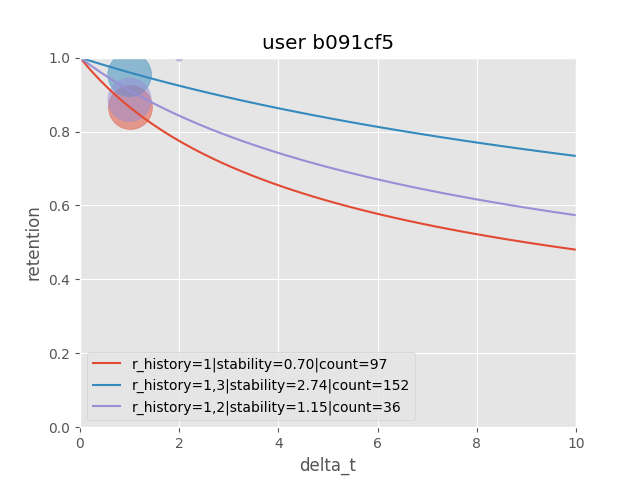 user b091cf5
1.0
0.8
0.6
0.4
0.2
0.0
retention
r_history=1|stability=0.70|count=97
r_history=1,3|stability=2.74|count=152
r_history=1,2|stability=1.15|count=36
0 2 4 6 8 10
delta_t